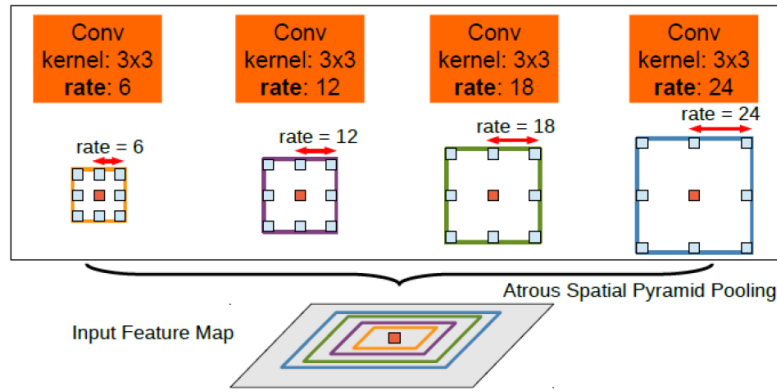 Conv
kernel: 3x3
rate: 6
Conv
kernel: 3x3
rate: 12
Conv
kernel: 3x3
rate: 18
Conv
kernel: 3x3
rate: 24
rate = 6
rate = 12
rate = 18
rate = 24
Atrous Spatial Pyramid Pooling
Input Feature Map